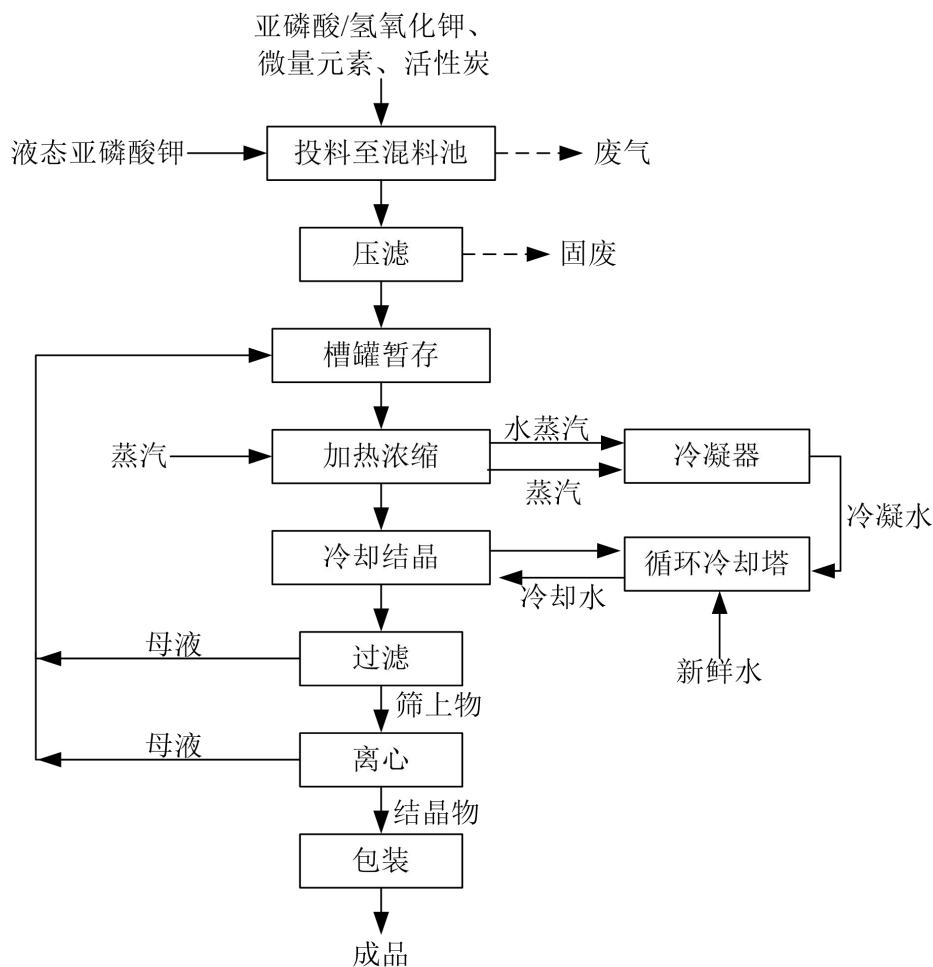 亚磷酸/氢氧化钾、
微量元素、活性炭
液态亚磷酸钾
投料至混料池
废气
压滤
固废
槽罐暂存
水蒸汽
蒸汽
加热浓缩
冷凝器
蒸汽
冷凝水
冷却结晶
循环冷却塔
冷却水
母液
过滤
新鲜水
筛上物
母液
离心
结晶物
包装
成品